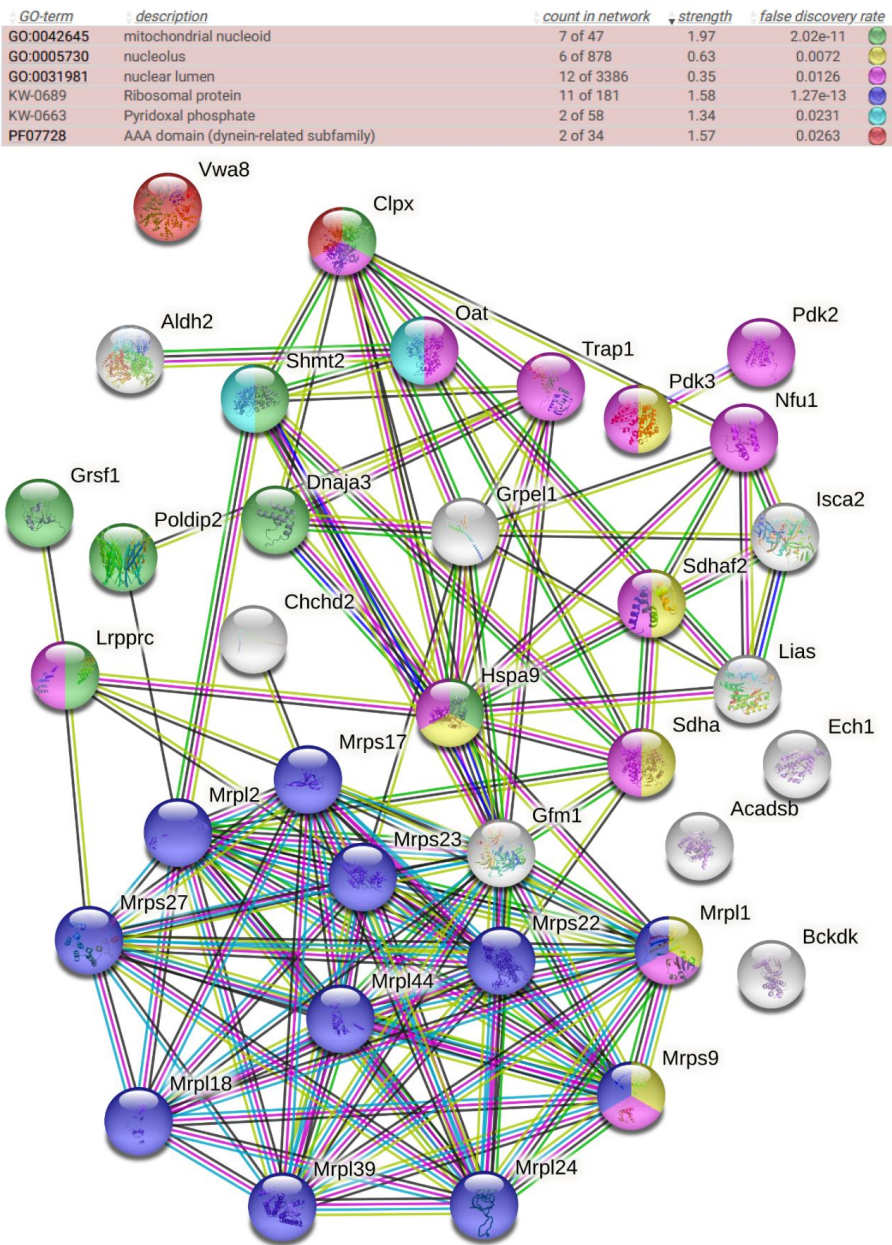 GO-term description count in network strength false discovery rate
GO:0042645 mitochondrial nucleoid 7 of 47 1.97 2.02e-11
GO:0005730 nucleolus 6 of 878 0.63 0.0072
GO:0031981 nuclear lumen 12 of 3386 0.35 0.0126
KW-0689 Ribosomal protein 11 of 181 1.58 1.27e-13
KW-0663 Pyridoxal phosphate 2 of 58 1.34 0.0231
PF07728 AAA domain (dynein-related subfamily) 2 of 34 1.57 0.0263
Vwa8
Clpx
Aldh2
Oat
Pdk2
Shmt2
Trap1
Pdk3
Nfu1
Grsf1
Dnaja3
Grpel1
Isca2
Poldip2
Sdhaf2
Chchd2
Lrpprc
Hspa9
Lias
Mrps17
Sdha
Ech1
Mrpl2
Gfm1
Acadsb
Mrps23
Mrps27
Mrps22
Mrpl1
Bckdk
Mrpl44
Mrps9
Mrpl18
Mrpl39
Mrpl24